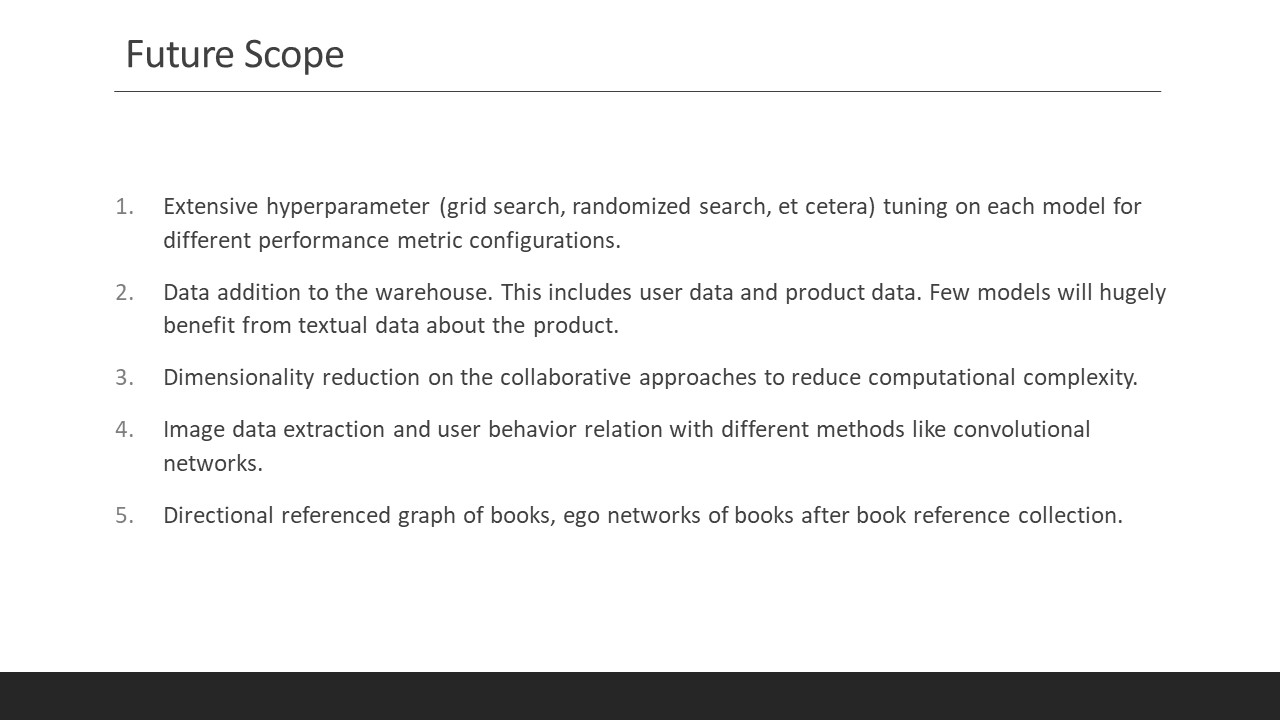 Future Scope
1. Extensive hyperparameter (grid search, randomized search, et cetera) tuning on each model for
different performance metric configurations.
2. Data addition to the warehouse. This includes user data and product data. Few models will hugely
benefit from textual data about the product.
3. Dimensionality reduction on the collaborative approaches to reduce computational complexity.
4. Image data extraction and user behavior relation with different methods like convolutional
networks.
5. Directional referenced graph of books, ego networks of books after book reference collection.